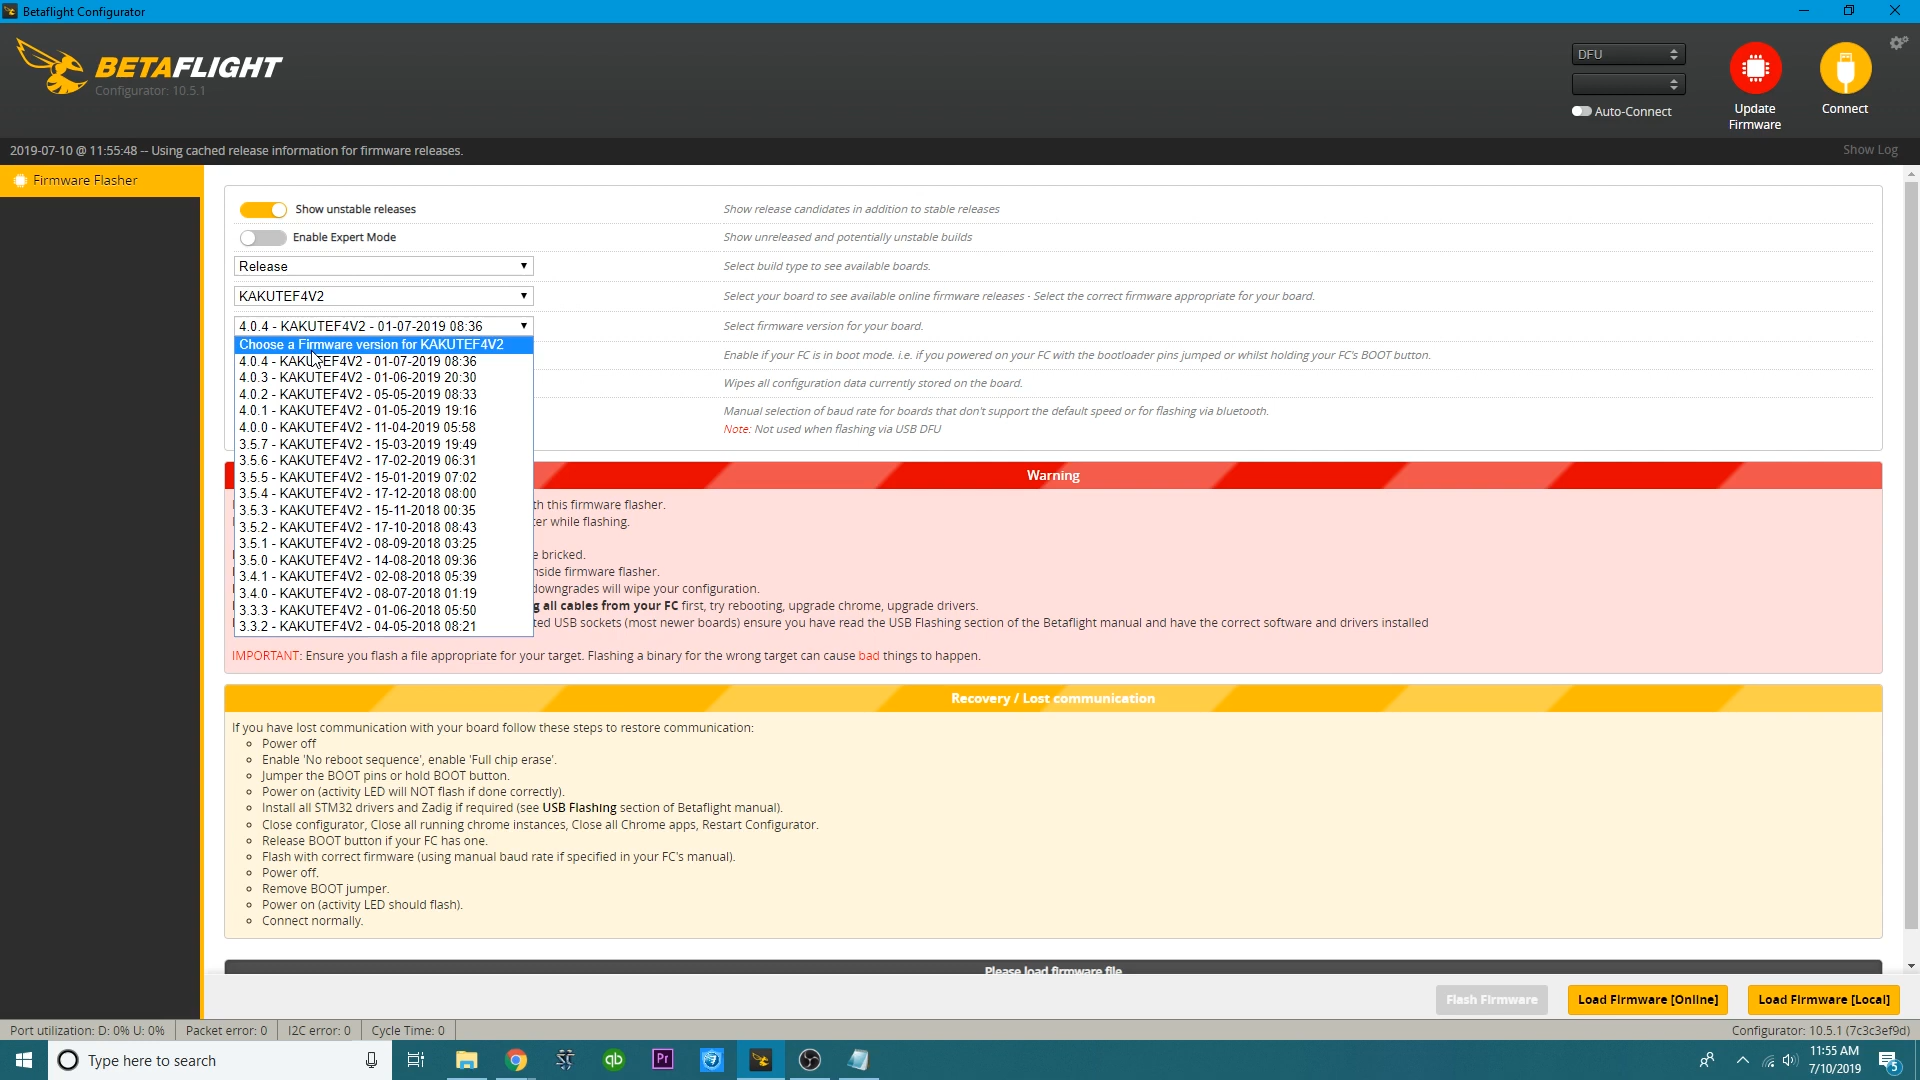 Betaflight Configurator
BETAFLIGHT
Configurator: 10.5.1
DFU
Auto-Connect
Update
Firmware
Connect
2019-07-10 @ 11:55:48 -- Using cached release information for firmware releases.
Show Log
Firmware Flasher
Show unstable releases
Show release candidates in addition to stable releases
Enable Expert Mode
Show unreleased and potentially unstable builds
Release
Select build type to see available boards.
KAKUTEF4V2
Select your board to see available online firmware releases - Select the correct firmware appropriate for your board.
4.0.4 - KAKUTEF4V2 - 01-07-2019 08:36
Select firmware version for your board.
Choose a Firmware version for KAKUTEF4V2
4.0.4 - KAKUTEF4V2 - 01-07-2019 08:36
4.0.3 - KAKUTEF4V2 - 01-06-2019 20:30
4.0.2 - KAKUTEF4V2 - 05-05-2019 08:33
4.0.1 - KAKUTEF4V2 - 01-05-2019 19:16
4.0.0 - KAKUTEF4V2 - 11-04-2019 05:58
3.5.7 - KAKUTEF4V2 - 15-03-2019 19:49
3.5.6 - KAKUTEF4V2 - 17-02-2019 06:31
3.5.5 - KAKUTEF4V2 - 15-01-2019 07:02
3.5.4 - KAKUTEF4V2 - 17-12-2018 08:00
3.5.3 - KAKUTEF4V2 - 15-11-2018 00:35
3.5.2 - KAKUTEF4V2 - 17-10-2018 08:43
3.5.1 - KAKUTEF4V2 - 08-09-2018 03:25
3.5.0 - KAKUTEF4V2 - 14-08-2018 09:36
3.4.1 - KAKUTEF4V2 - 02-08-2018 05:39
3.4.0 - KAKUTEF4V2 - 08-07-2018 01:19
3.3.3 - KAKUTEF4V2 - 01-06-2018 05:50
3.3.2 - KAKUTEF4V2 - 04-05-2018 08:21
Enable if your FC is in boot mode. i.e. if you powered on your FC with the bootloader pins jumped or whilst holding your FC's BOOT button.
Wipes all configuration data currently stored on the board.
Manual selection of baud rate for boards that don't support the default speed or for flashing via bluetooth.
Note: Not used when flashing via USB DFU
Warning
th this firmware flasher.
ter while flashing.
e bricked.
nside firmware flasher.
downgrades will wipe your configuration.
g all cables from your FC first, try rebooting, upgrade chrome, upgrade drivers.
ted USB sockets (most newer boards) ensure you have read the USB Flashing section of the Betaflight manual and have the correct software and drivers installed
IMPORTANT: Ensure you flash a file appropriate for your target. Flashing a binary for the wrong target can cause bad things to happen.
Recovery / Lost communication
If you have lost communication with your board follow these steps to restore communication:
Power off
Enable 'No reboot sequence', enable 'Full chip erase'.
Jumper the BOOT pins or hold BOOT button.
Power on (activity LED will NOT flash if done correctly).
Install all STM32 drivers and Zadig if required (see USB Flashing section of Betaflight manual).
Close configurator, Close all running chrome instances, Close all Chrome apps, Restart Configurator.
Release BOOT button if your FC has one.
Flash with correct firmware (using manual baud rate if specified in your FC's manual).
Power off.
Remove BOOT jumper.
Power on (activity LED should flash).
Connect normally.
Please load firmware file
Flash Firmware
Load Firmware [Online]
Load Firmware [Local]
Port utilization: D: 0% U: 0%
Packet error: 0
I2C error: 0
Cycle Time: 0
Configurator: 10.5.1 (7c3c3ef9d)
Type here to search
qb
Pr
11:55 AM
7/10/2019
5